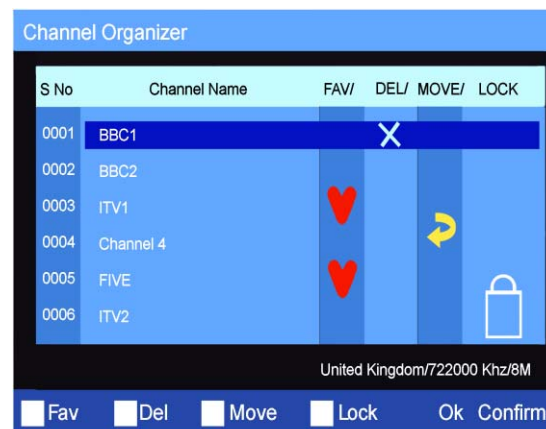 Channel Organizer
S No Channel Name FAV/ DEL/ MOVE/ LOCK
0001 BBC1
0002 BBC2
0003 ITV1
0004 Channel 4
0005 FIVE
0006 ITV2
United Kingdom/722000 Khz/8M
Fav Del Move Lock Ok Confirm